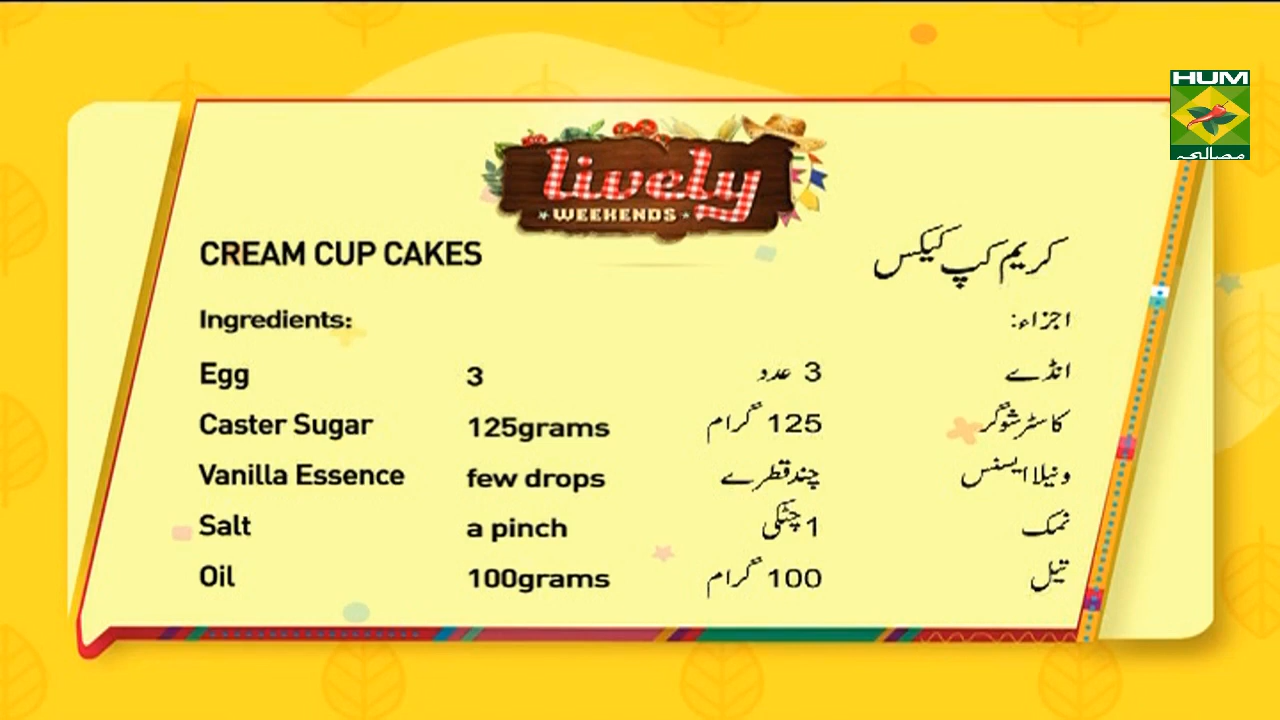 HUM
مصالحہ
lively
WEEKENDS
CREAM CUP CAKES کریم کپ کیکس
Ingredients: اجزاء:
Egg 3 3 عدد انڈے
Caster Sugar 125grams 125 گرام کاسٹر شوگر
Vanilla Essence few drops چند قطرے ونیلا ایسنس
Salt a pinch 1 چٹکی نمک
Oil 100grams 100 گرام تیل